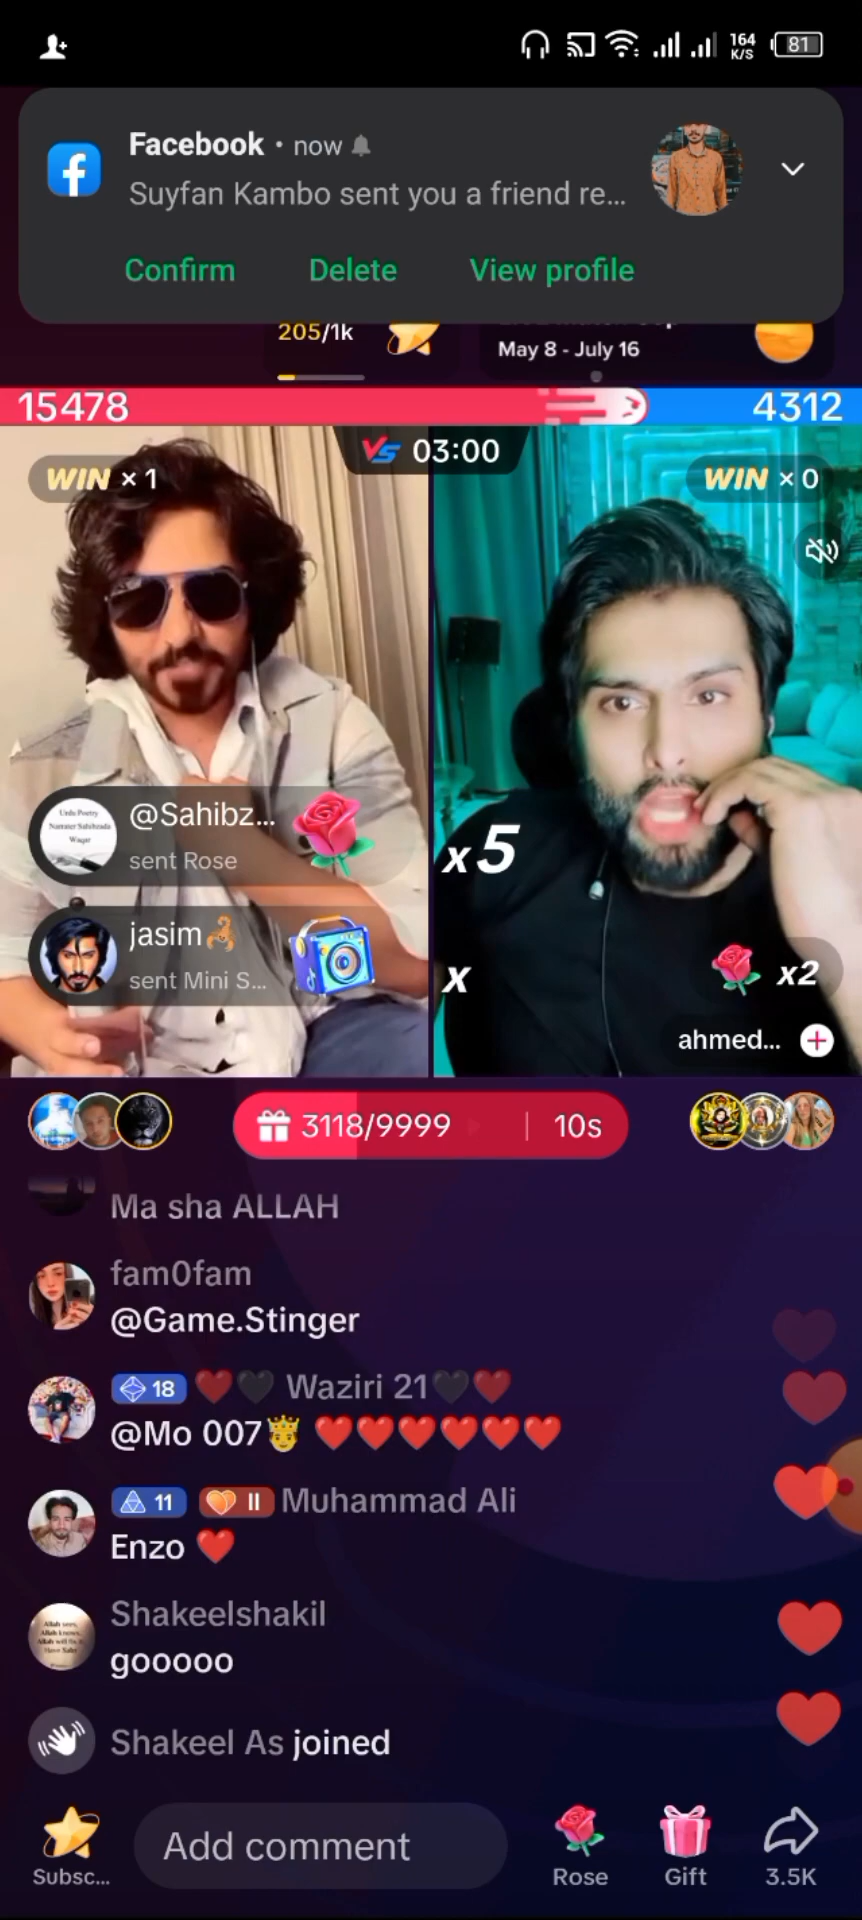 164
K/S
81
Facebook • now
Suyfan Kambo sent you a friend re...
Confirm Delete View profile
205/1k
May 8 - July 16
15478
4312
VS 03:00
WIN × 1
WIN × 0
@Sahibz...
sent Rose
x5
jasim🦂
sent Mini S...
x
x2
ahmed...
3118/9999 | 10s
Ma sha ALLAH
fam0fam
@Game.Stinger
18 ❤️🖤 Waziri 21🖤❤️
@Mo 007🤴 ❤️❤️❤️❤️❤️❤️
11 II Muhammad Ali
Enzo ❤️
Shakeelshakil
gooooo
Shakeel As joined
Subsc...
Add comment
Rose
Gift
3.5K